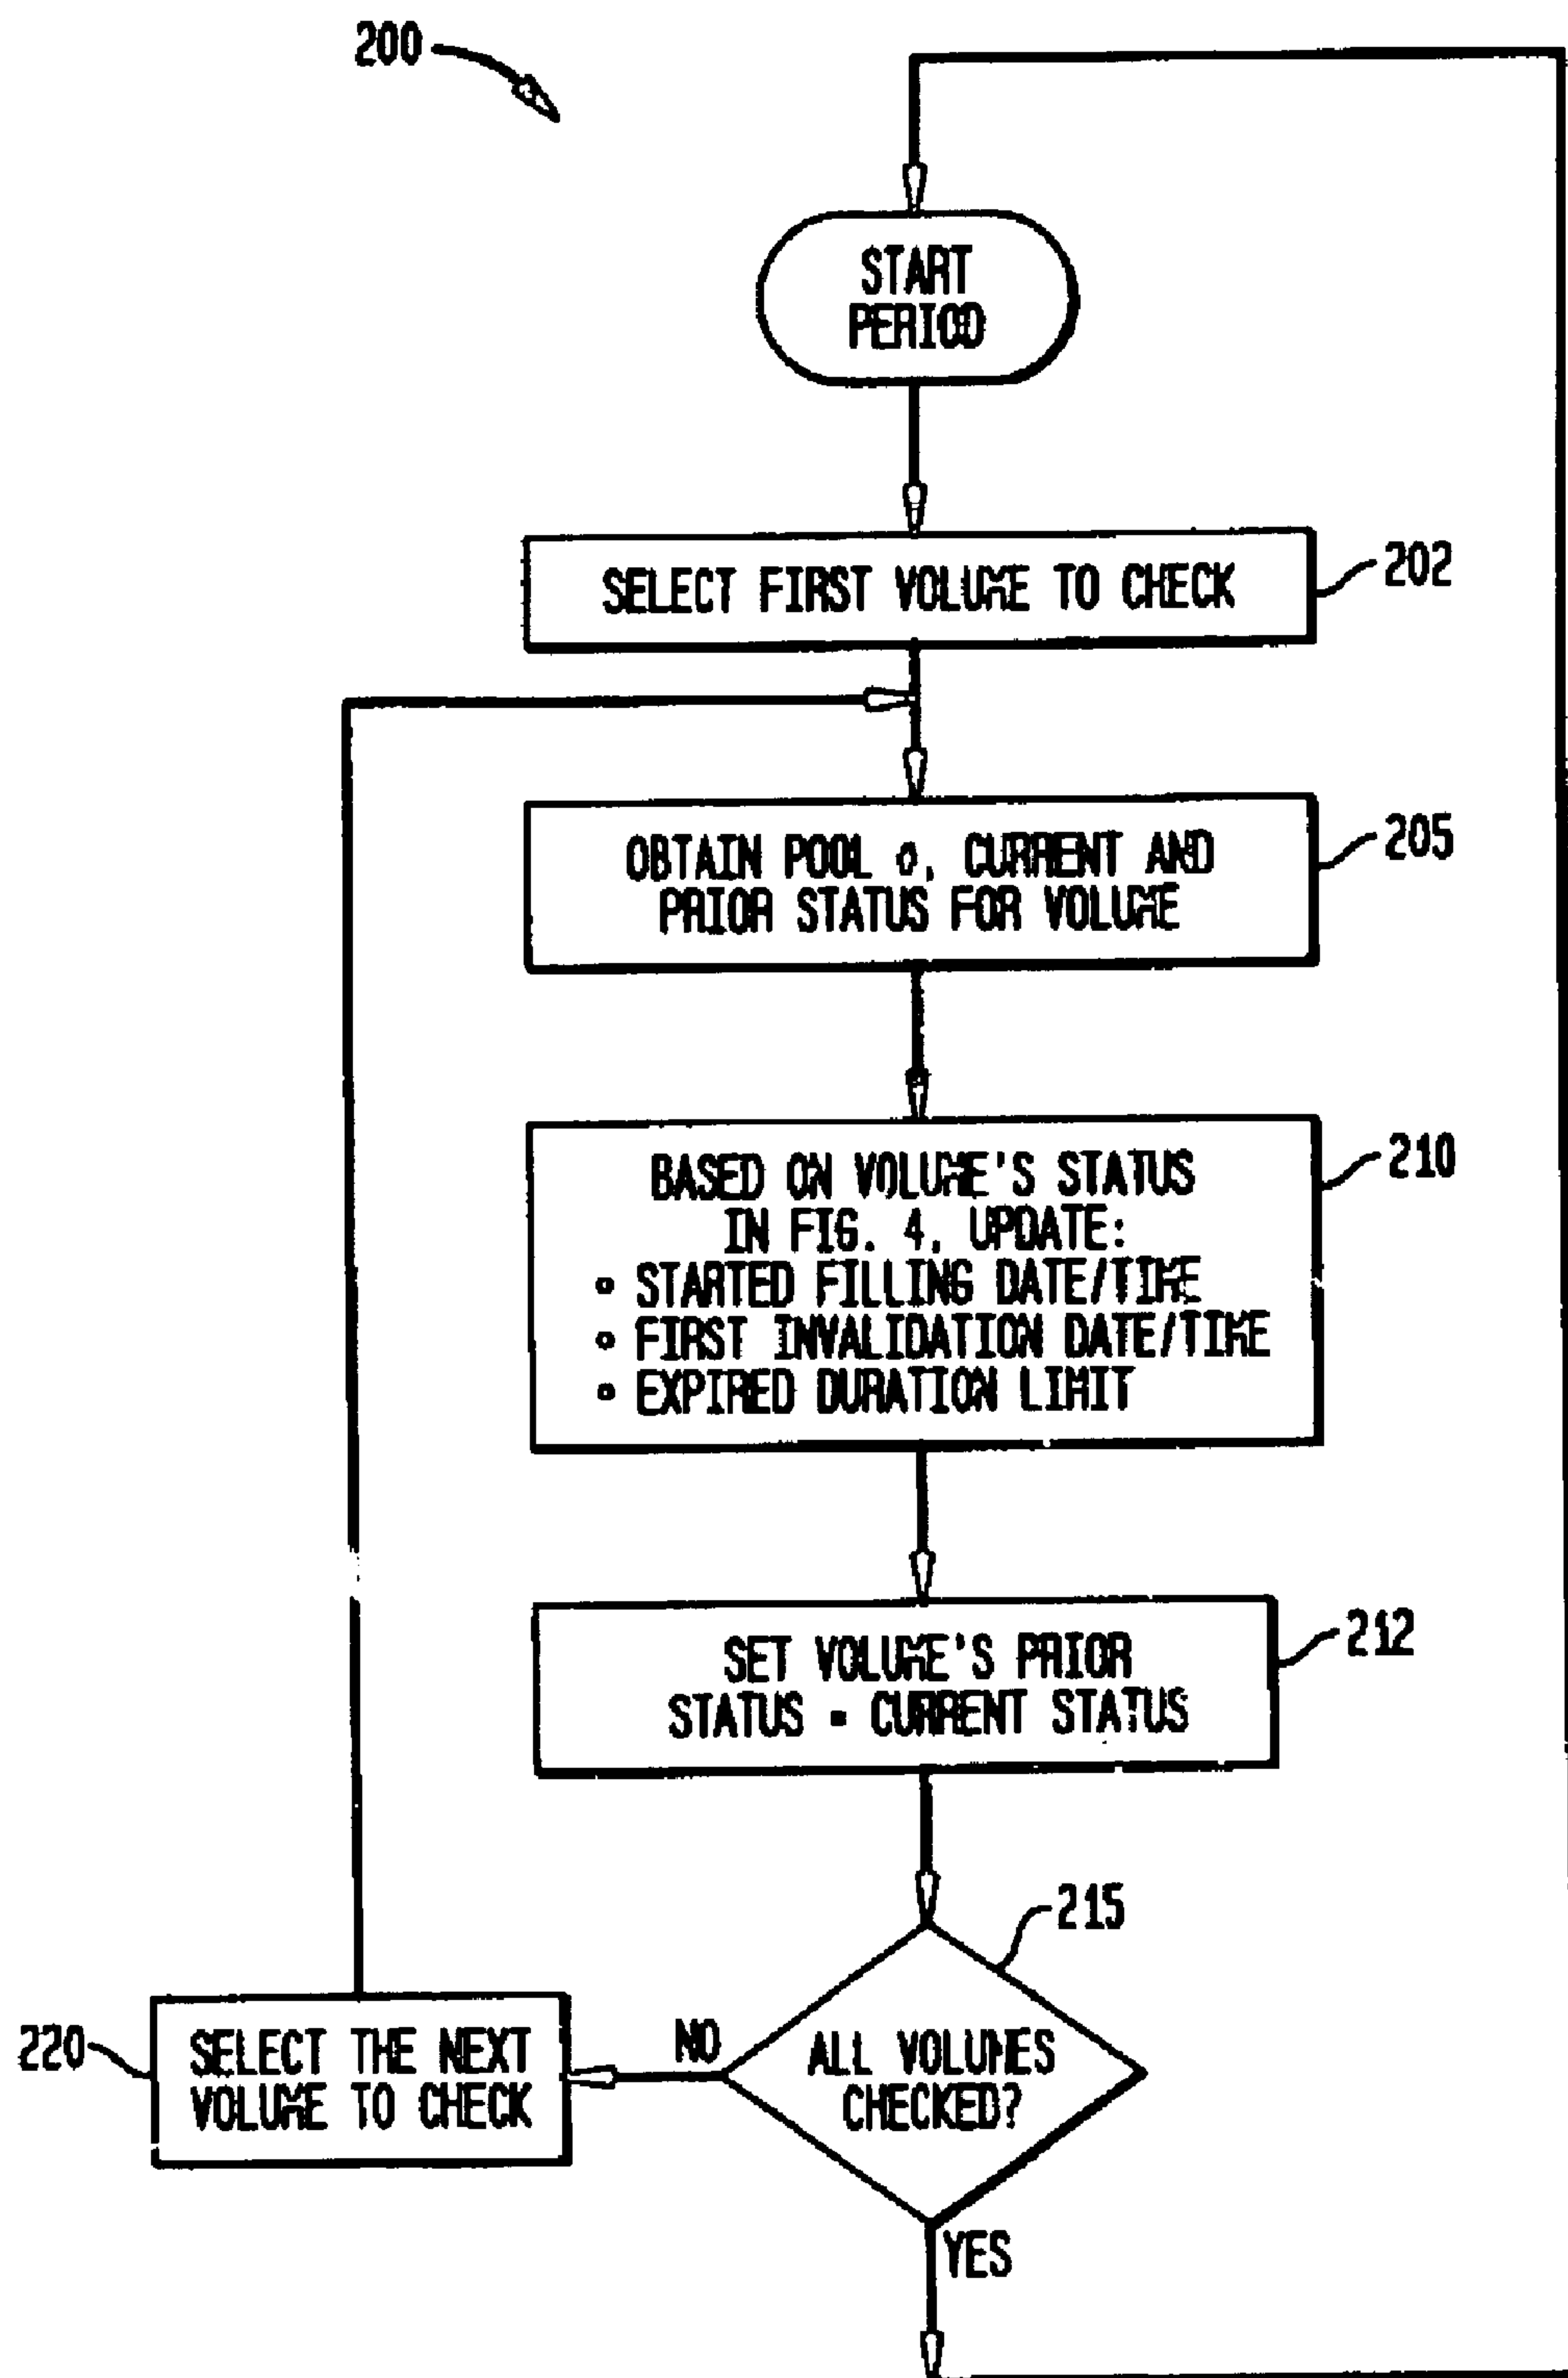 200
START
PERIOD
SELECT FIRST VOLUME TO CHECK
202
OBTAIN POOL #, CURRENT AND
PRIOR STATUS FOR VOLUME
205
BASED ON VOLUME'S STATUS
IN FIG. 4, UPDATE:
• STARTED FILLING DATE/TIME
• FIRST INVALIDATION DATE/TIME
• EXPIRED DURATION LIMIT
210
SET VOLUME'S PRIOR
STATUS = CURRENT STATUS
212
215
ALL VOLUMES
CHECKED?
NO
220
SELECT THE NEXT
VOLUME TO CHECK
YES